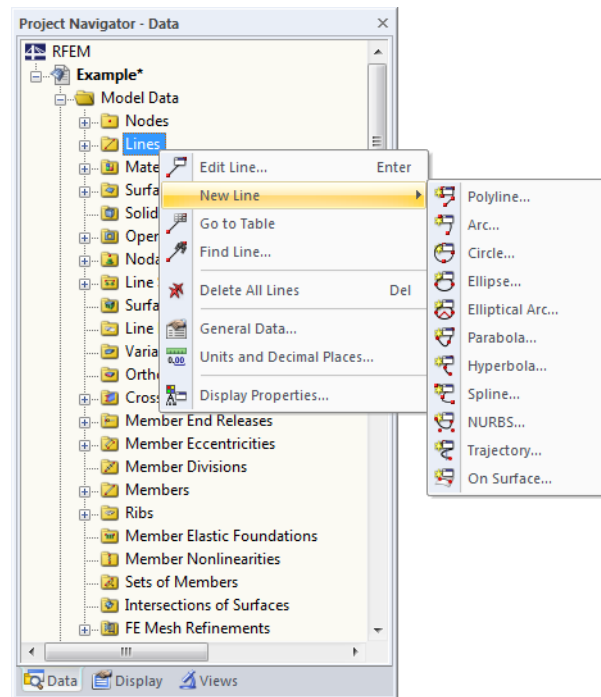 Project Navigator - Data
RFEM
Example*
Model Data
Nodes
Lines
Mate
Surfa
Solid
Oper
Noda
Line
Surfa
Line
Varia
Ortho
Cross
Member End Releases
Member Eccentricities
Member Divisions
Members
Ribs
Member Elastic Foundations
Member Nonlinearities
Sets of Members
Intersections of Surfaces
FE Mesh Refinements
Edit Line... Enter
New Line
Go to Table
Find Line...
Delete All Lines Del
General Data...
0.00 Units and Decimal Places...
Display Properties...
Polyline...
Arc...
Circle...
Ellipse...
Elliptical Arc...
Parabola...
Hyperbola...
Spline...
NURBS...
Trajectory...
On Surface...
Data Display Views